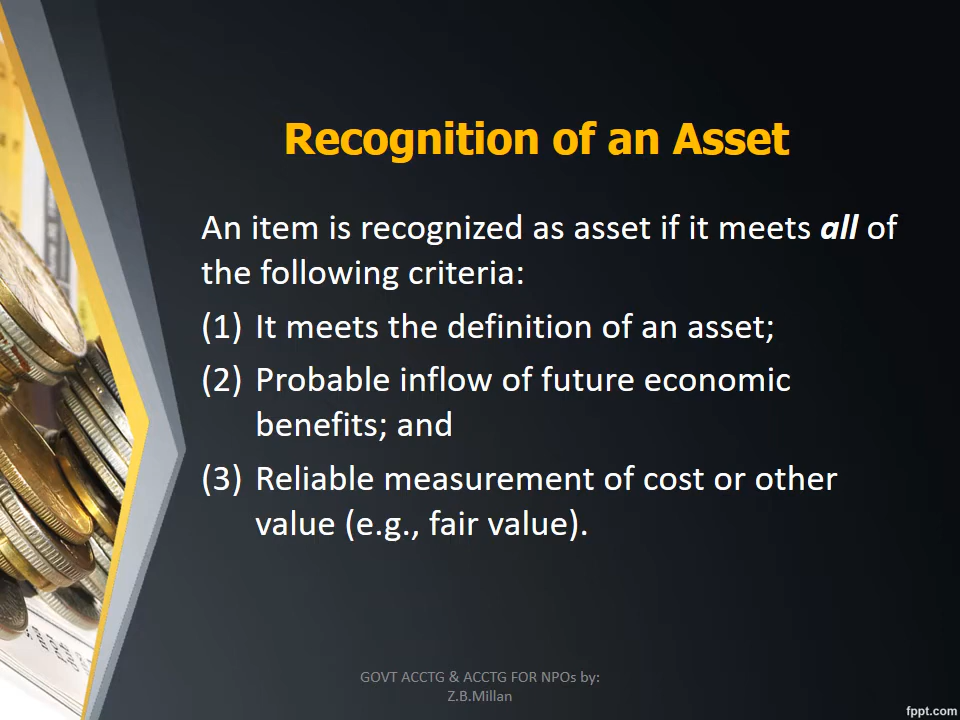 Recognition of an Asset
An item is recognized as asset if it meets all of
the following criteria:
(1) It meets the definition of an asset;
(2) Probable inflow of future economic
benefits; and
(3) Reliable measurement of cost or other
value (e.g., fair value).
GOVT ACCTG & ACCTG FOR NPOs by:
Z.B.Millan
fppt.com